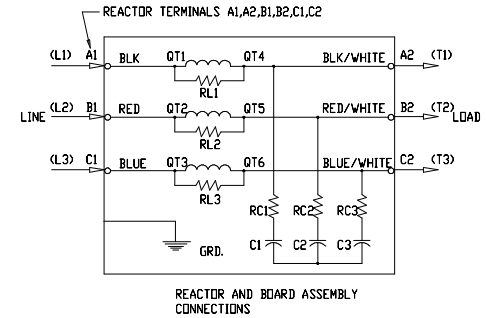 REACTOR TERMINALS A1,A2,B1,B2,C1,C2
(L1) A1 BLK QT1 QT4 BLK/WHITE A2 (T1)
RL1
(L2) B1 RED QT2 QT5 RED/WHITE B2 (T2)
LINE LOAD
RL2
(L3) C1 BLUE QT3 QT6 BLUE/WHITE C2 (T3)
RL3
RC1 RC2 RC3
C1 C2 C3
GRD.
REACTOR AND BOARD ASSEMBLY
CONNECTIONS